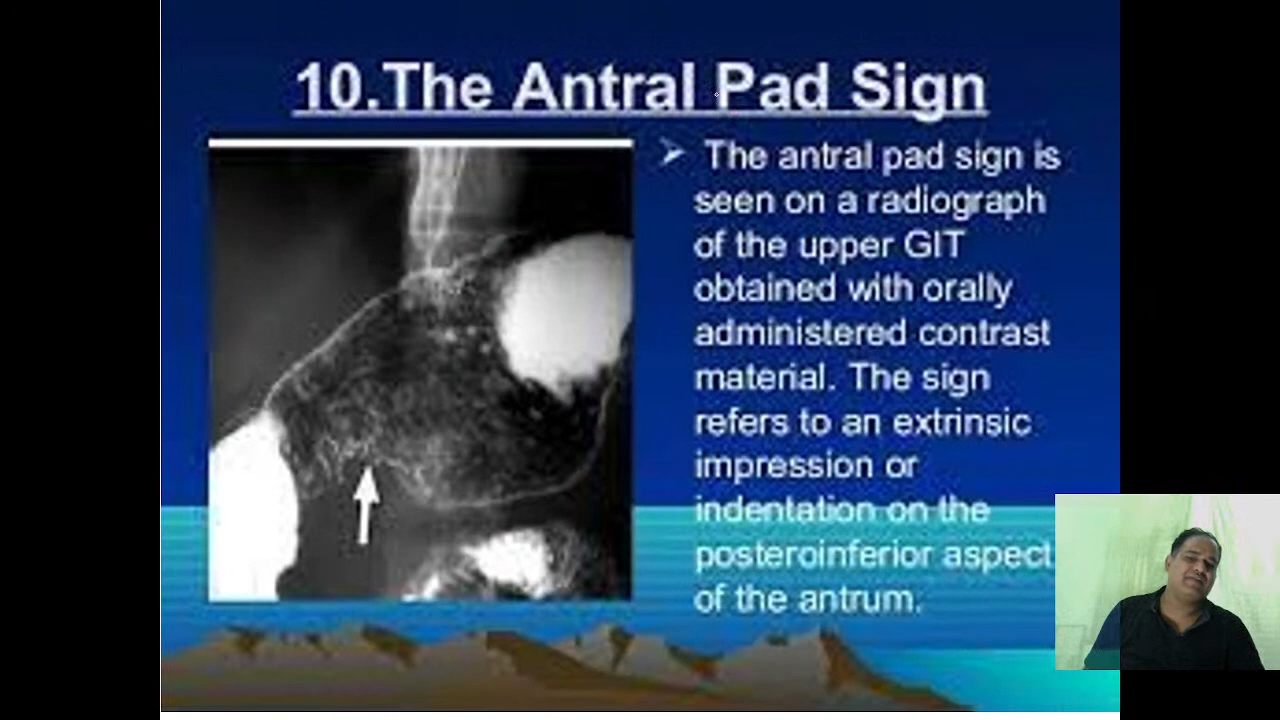 10.The Antral Pad Sign
The antral pad sign is
seen on a radiograph
of the upper GIT
obtained with orally
administered contrast
material. The sign
refers to an extrinsic
impression or
indentation on the
posteroinferior aspect
of the antrum.